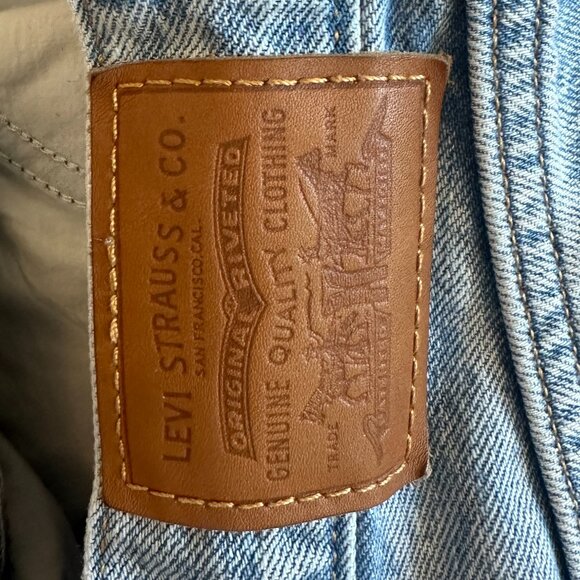 LEVI STRAUSS & CO.
SAN FRANCISCO, CAL.
ORIGINAL RIVETED
GENUINE QUALITY CLOTHING
TRADE MARK